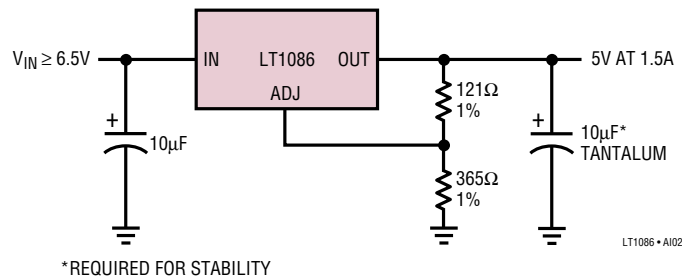 V_IN ≥ 6.5V
IN
LT1086
OUT
ADJ
5V AT 1.5A
121Ω
1%
+
10µF
+
10µF*
TANTALUM
365Ω
1%
LT1086 • AI02
*REQUIRED FOR STABILITY